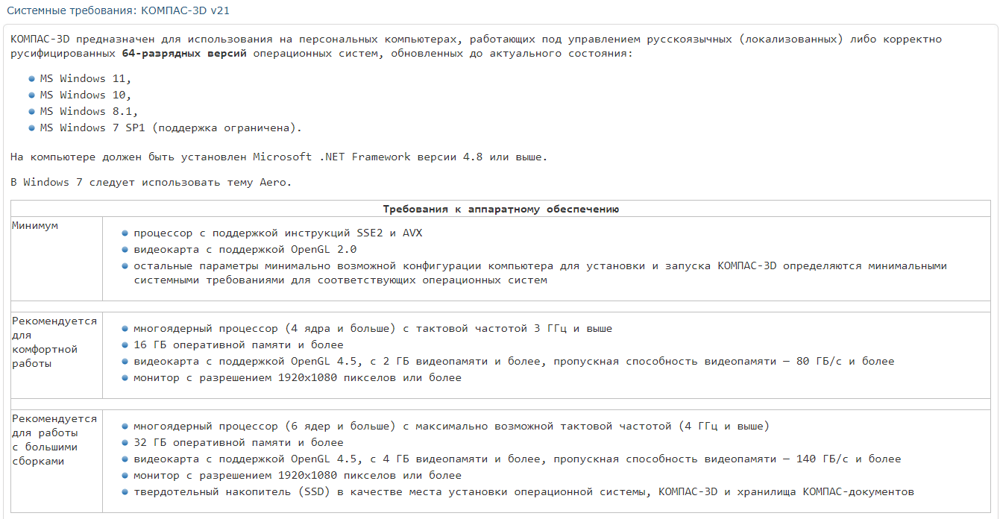 Системные требования: КОМПАС-3D v21
КОМПАС-3D предназначен для использования на персональных компьютерах, работающих под управлением русскоязычных (локализованных) либо корректно
русифицированных 64-разрядных версий операционных систем, обновленных до актуального состояния:
MS Windows 11,
MS Windows 10,
MS Windows 8.1,
MS Windows 7 SP1 (поддержка ограничена).
На компьютере должен быть установлен Microsoft .NET Framework версии 4.8 или выше.
В Windows 7 следует использовать тему Aero.
Требования к аппаратному обеспечению
Минимум
процессор с поддержкой инструкций SSE2 и AVX
видеокарта с поддержкой OpenGL 2.0
остальные параметры минимально возможной конфигурации компьютера для установки и запуска КОМПАС-3D определяются минимальными
системными требованиями для соответствующих операционных систем
Рекомендуется
для
комфортной
работы
многоядерный процессор (4 ядра и больше) с тактовой частотой 3 ГГц и выше
16 ГБ оперативной памяти и более
видеокарта с поддержкой OpenGL 4.5, с 2 ГБ видеопамяти и более, пропускная способность видеопамяти — 80 ГБ/с и более
монитор с разрешением 1920x1080 пикселов или более
Рекомендуется
для работы
с большими
сборками
многоядерный процессор (6 ядер и больше) с максимально возможной тактовой частотой (4 ГГц и выше)
32 ГБ оперативной памяти и более
видеокарта с поддержкой OpenGL 4.5, с 4 ГБ видеопамяти и более, пропускная способность видеопамяти — 140 ГБ/с и более
монитор с разрешением 1920x1080 пикселов или более
твердотельный накопитель (SSD) в качестве места установки операционной системы, КОМПАС-3D и хранилища КОМПАС-документов